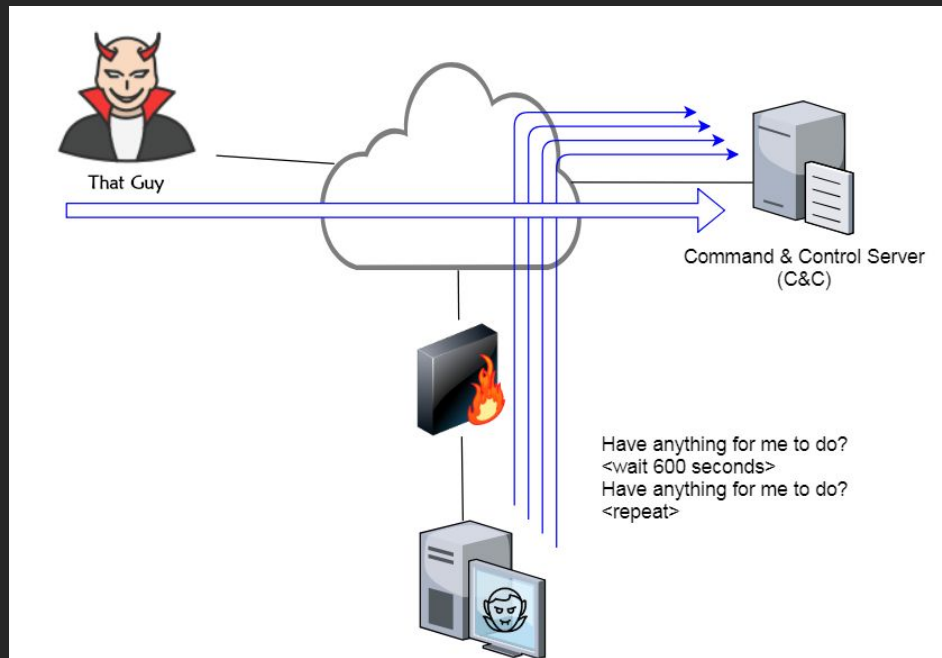 That Guy
Command & Control Server
(C&C)
Have anything for me to do?
<wait 600 seconds>
Have anything for me to do?
<repeat>